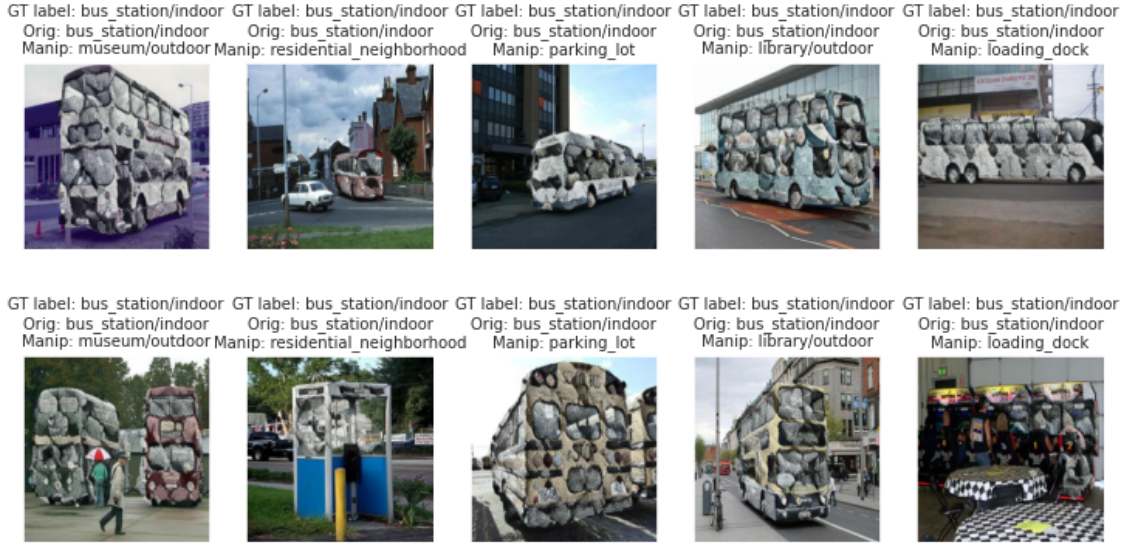 GT label: bus_station/indoor
Orig: bus_station/indoor
Manip: museum/outdoor
GT label: bus_station/indoor
Orig: bus_station/indoor
Manip: residential_neighborhood
GT label: bus_station/indoor
Orig: bus_station/indoor
Manip: parking_lot
GT label: bus_station/indoor
Orig: bus_station/indoor
Manip: library/outdoor
GT label: bus_station/indoor
Orig: bus_station/indoor
Manip: loading_dock
GT label: bus_station/indoor
Orig: bus_station/indoor
Manip: museum/outdoor
GT label: bus_station/indoor
Orig: bus_station/indoor
Manip: residential_neighborhood
GT label: bus_station/indoor
Orig: bus_station/indoor
Manip: parking_lot
GT label: bus_station/indoor
Orig: bus_station/indoor
Manip: library/outdoor
GT label: bus_station/indoor
Orig: bus_station/indoor
Manip: loading_dock